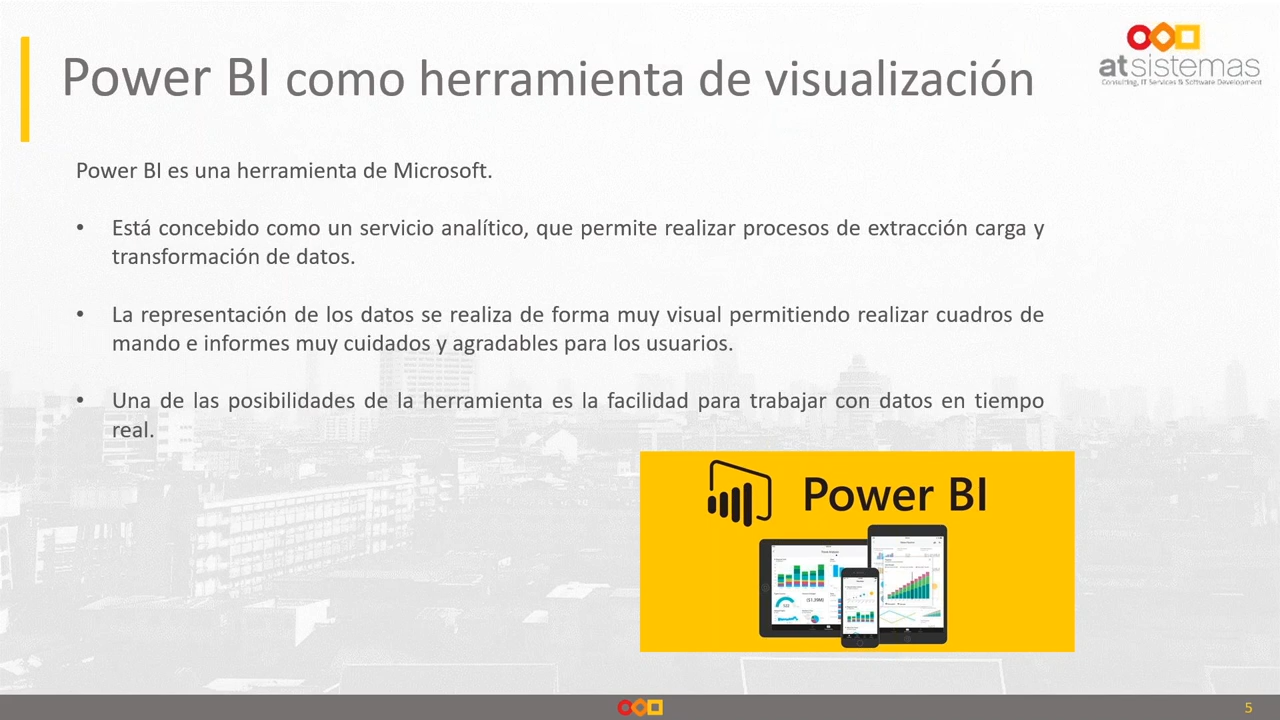 Power BI como herramienta de visualización
atsistemas
Consulting, IT Services & Software Development
Power BI es una herramienta de Microsoft.
• Está concebido como un servicio analítico, que permite realizar procesos de extracción carga y
transformación de datos.
• La representación de los datos se realiza de forma muy visual permitiendo realizar cuadros de
mando e informes muy cuidados y agradables para los usuarios.
• Una de las posibilidades de la herramienta es la facilidad para trabajar con datos en tiempo
real.
Power BI
5